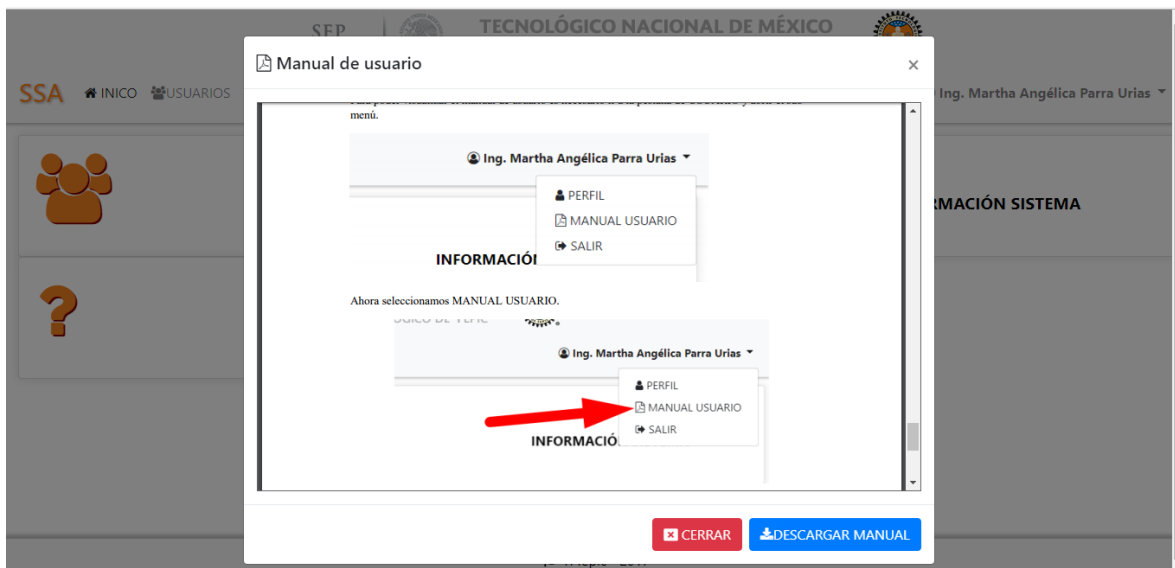 SEP TECNOLÓGICO NACIONAL DE MÉXICO
Manual de usuario ×
SSA INICO USUARIOS
Ing. Martha Angélica Parra Urias
menú.
Ing. Martha Angélica Parra Urias
PERFIL
MANUAL USUARIO
SALIR
INFORMACIÓN
RMACIÓN SISTEMA
Ahora seleccionamos MANUAL USUARIO.
Ing. Martha Angélica Parra Urias
PERFIL
MANUAL USUARIO
SALIR
INFORMACIÓ
CERRAR
DESCARGAR MANUAL